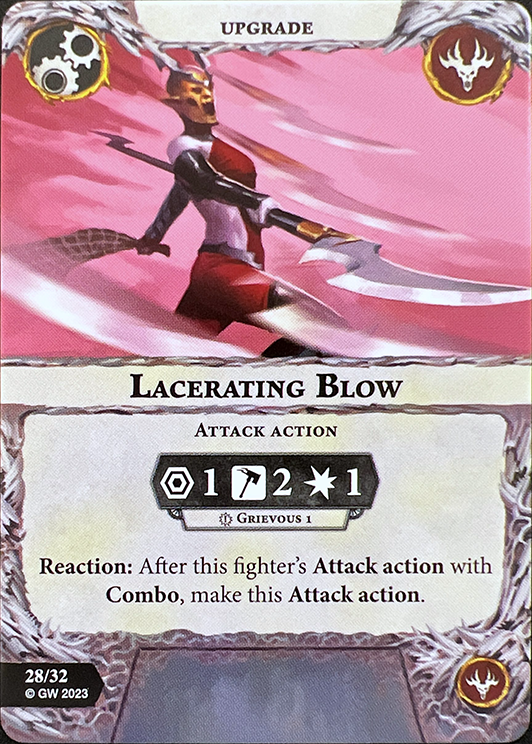 UPGRADE
LACERATING BLOW
ATTACK ACTION
1 2 1
GRIEVOUS 1
Reaction: After this fighter's Attack action with
Combo, make this Attack action.
28/32
© GW 2023